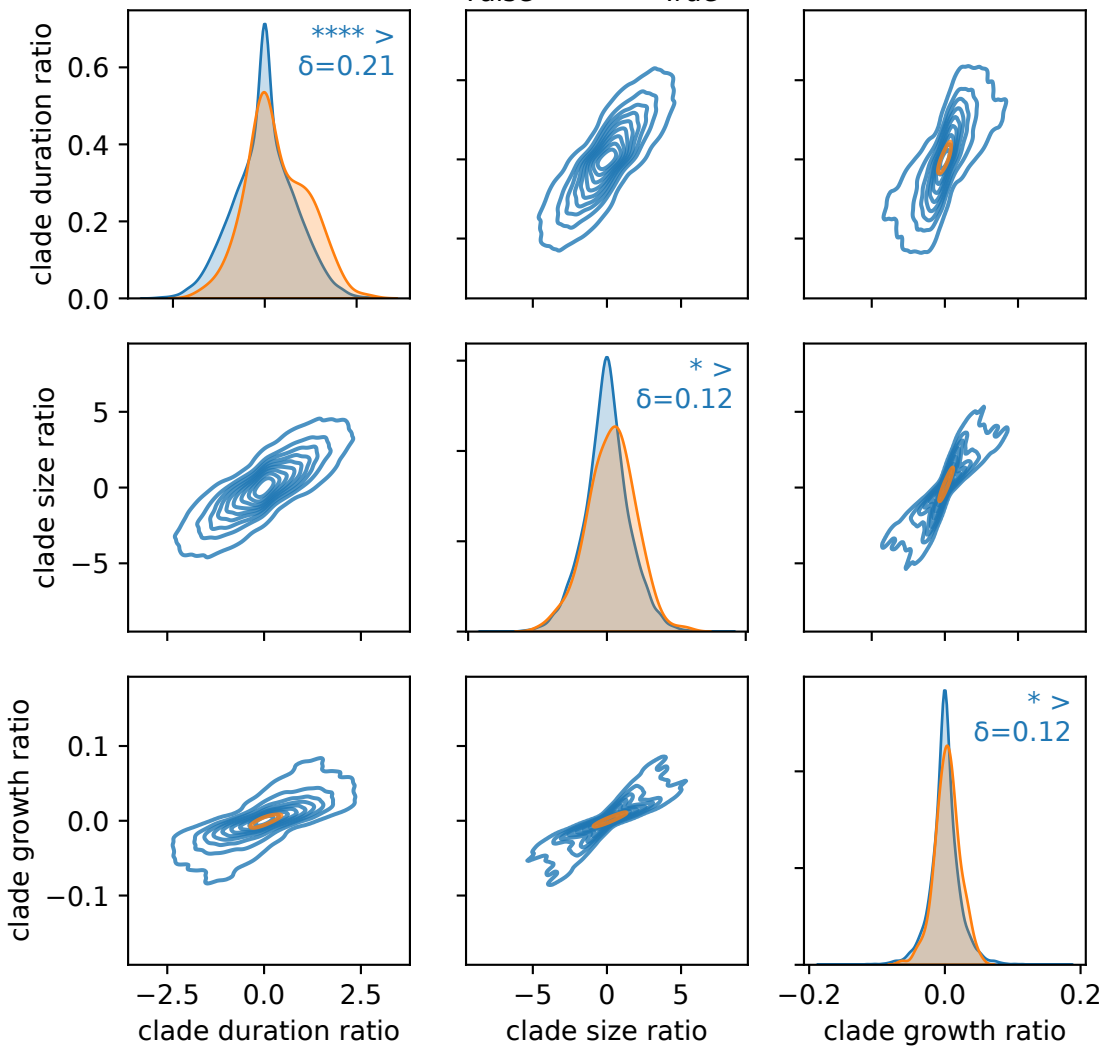 **** >
δ=0.21
clade duration ratio
0.6
0.4
0.2
0.0
* >
δ=0.12
clade size ratio
5
0
−5
* >
δ=0.12
clade growth ratio
0.1
0.0
−0.1
−2.5 0.0 2.5
−5 0 5
−0.2 0.0 0.2
clade duration ratio
clade size ratio
clade growth ratio